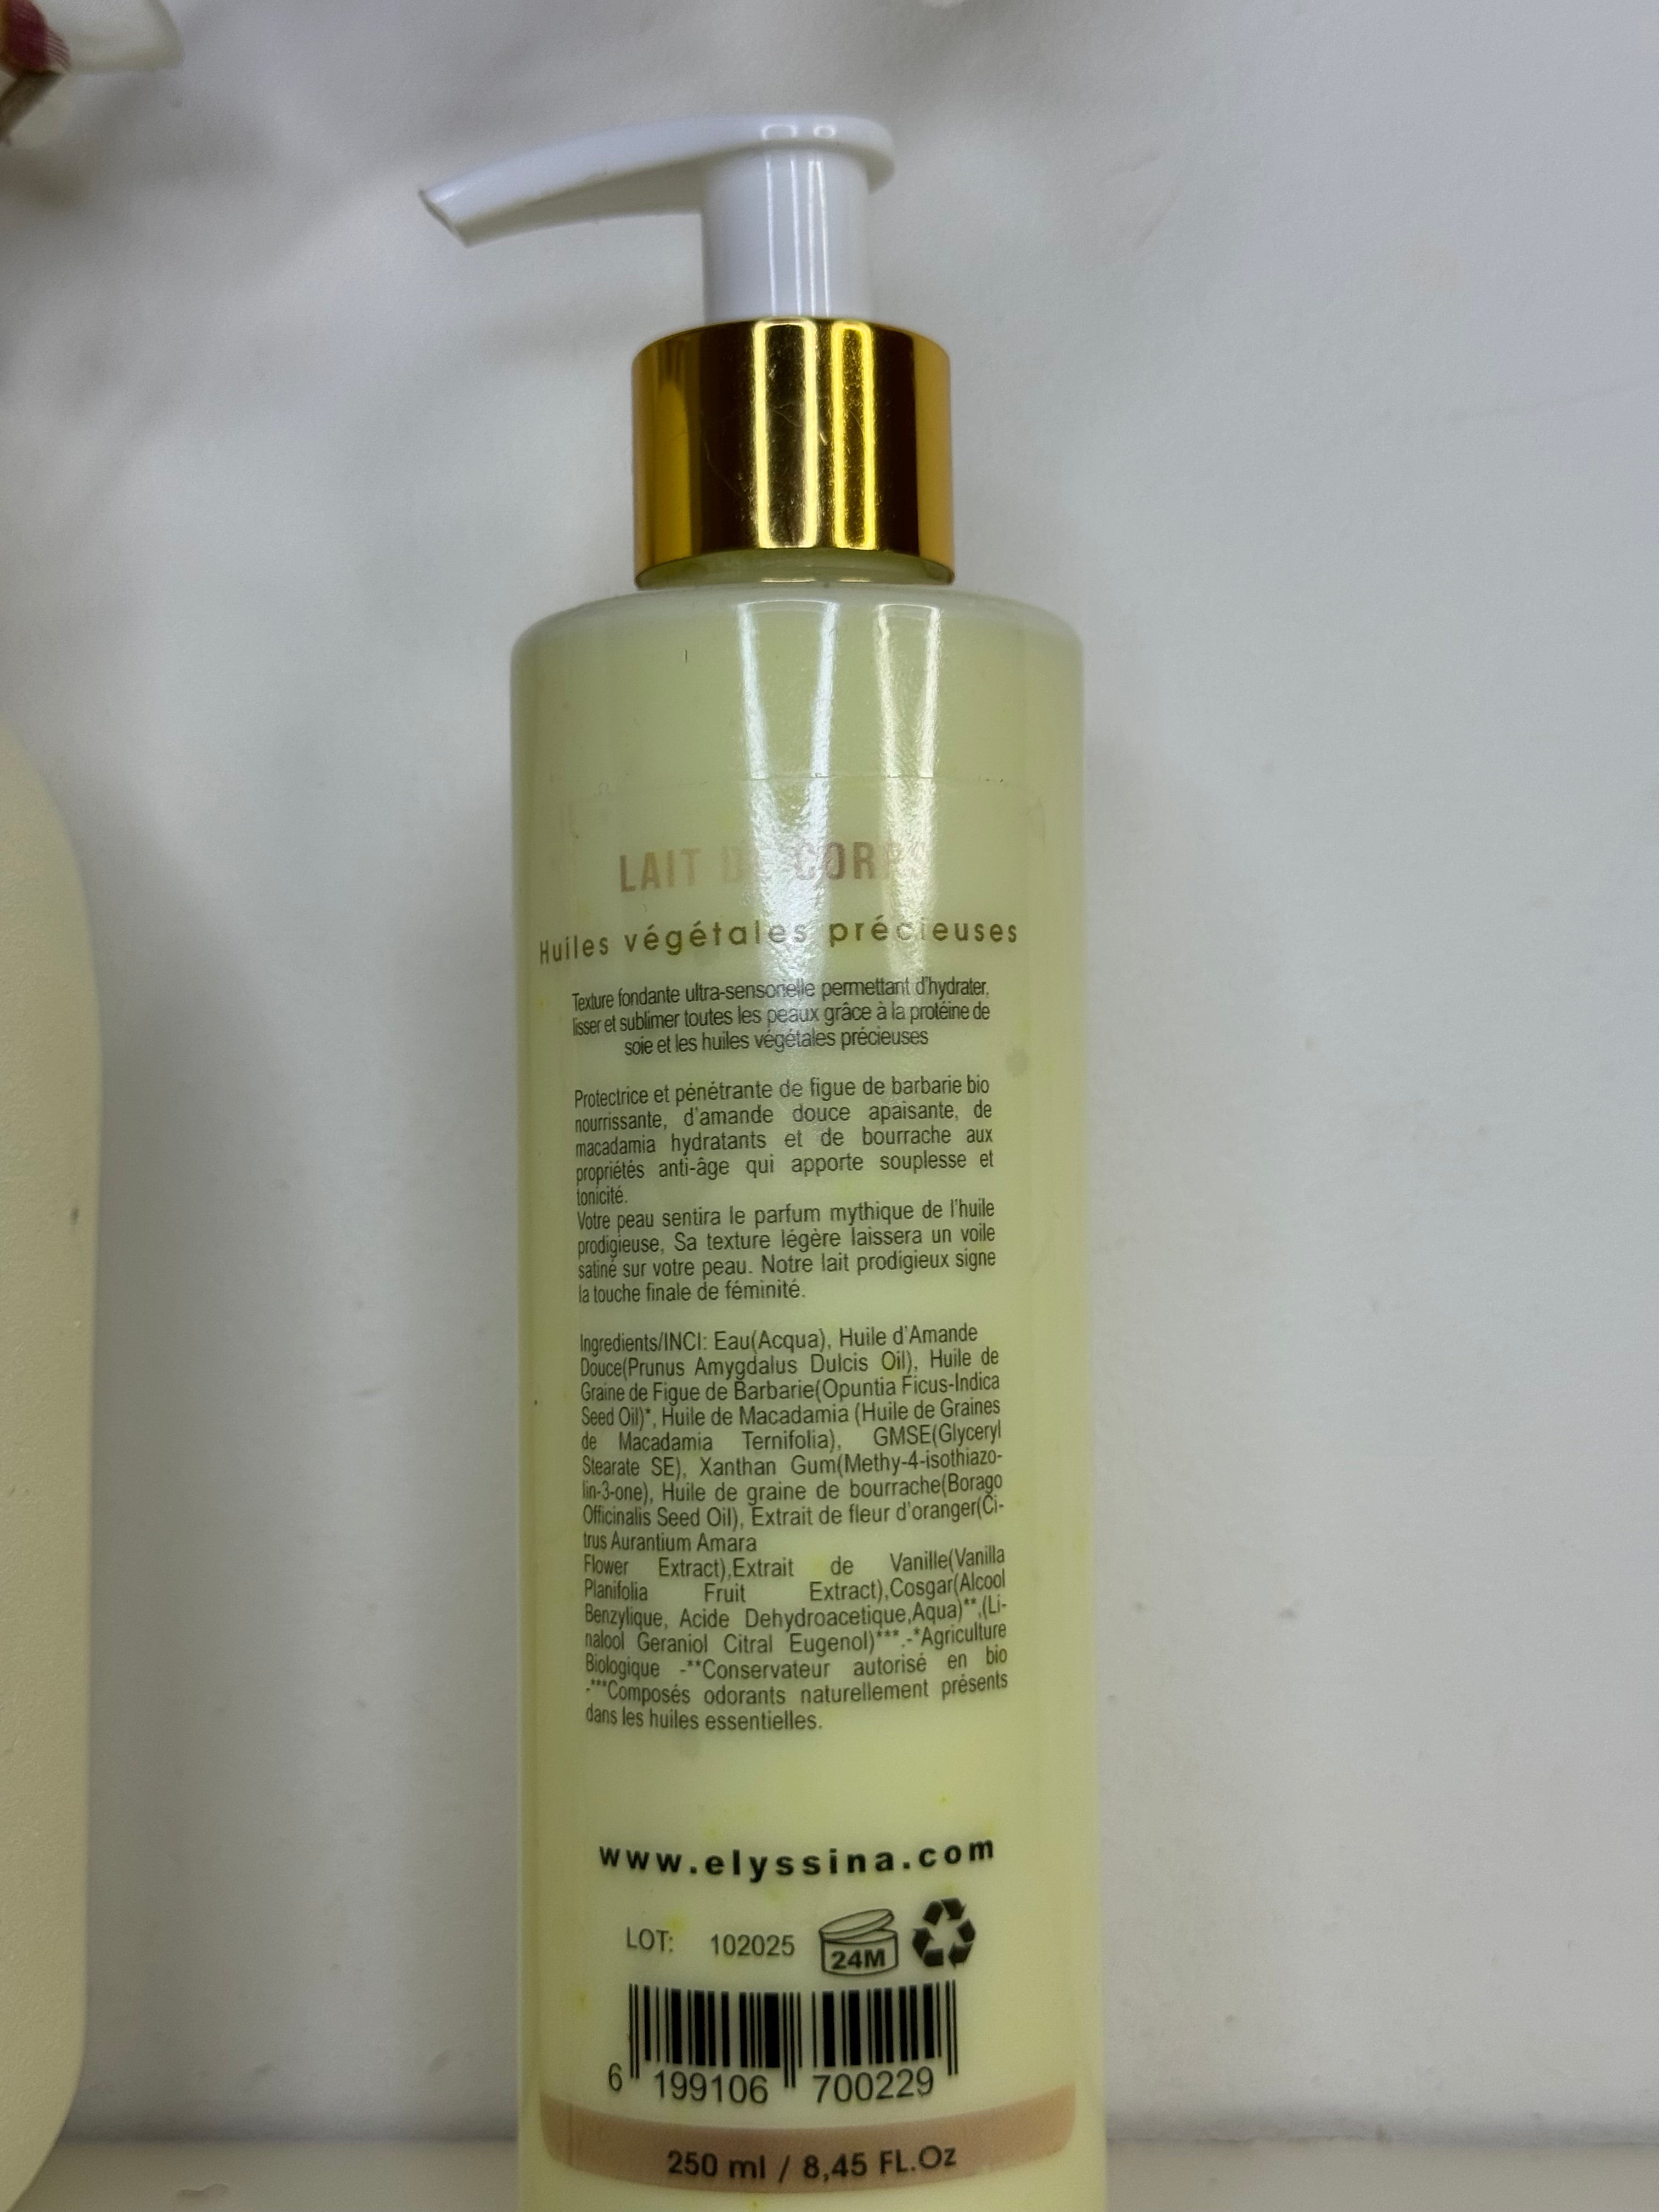 LAIT DE CORPS
Huiles végétales précieuses
Texture fondante ultra-sensorielle permettant d'hydrater,
lisser et sublimer toutes les peaux grâce à la protéine de
soie et les huiles végétales précieuses
Protectrice et pénétrante de figue de barbarie bio
nourrissante, d'amande douce apaisante, de
macadamia hydratants et de bourrache aux
propriétés anti-âge qui apporte souplesse et
tonicité.
Votre peau sentira le parfum mythique de l'huile
prodigieuse, Sa texture légère laissera un voile
satiné sur votre peau. Notre lait prodigieux signe
la touche finale de féminité.
Ingredients/INCI: Eau(Acqua), Huile d'Amande
Douce(Prunus Amygdalus Dulcis Oil), Huile de
Graine de Figue de Barbarie(Opuntia Ficus-Indica
Seed Oil)*, Huile de Macadamia (Huile de Graines
de Macadamia Ternifolia), GMSE(Glyceryl
Stearate SE), Xanthan Gum(Methy-4-isothiazo-
lin-3-one), Huile de graine de bourrache(Borago
Officinalis Seed Oil), Extrait de fleur d'oranger(Ci-
trus Aurantium Amara
Flower Extract),Extrait de Vanille(Vanilla
Planifolia Fruit Extract),Cosgar(Alcool
Benzylique, Acide Dehydroacetique,Aqua)**,(Li-
nalool Geraniol Citral Eugenol)***.-*Agriculture
Biologique -**Conservateur autorisé en bio
-***Composés odorants naturellement présents
dans les huiles essentielles.
www.elyssina.com
LOT: 102025 24M
6 199106 700229
250 ml / 8,45 FL.Oz